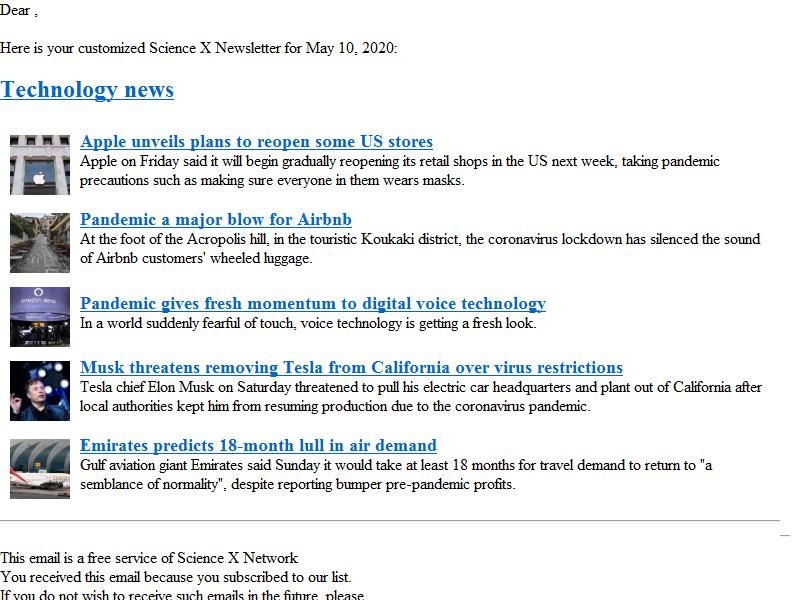 Dear ,
Here is your customized Science X Newsletter for May 10, 2020:
Technology news
Apple unveils plans to reopen some US stores
Apple on Friday said it will begin gradually reopening its retail shops in the US next week, taking pandemic
precautions such as making sure everyone in them wears masks.
Pandemic a major blow for Airbnb
At the foot of the Acropolis hill, in the touristic Koukaki district, the coronavirus lockdown has silenced the sound
of Airbnb customers' wheeled luggage.
amazon alexa
Pandemic gives fresh momentum to digital voice technology
In a world suddenly fearful of touch, voice technology is getting a fresh look.
Musk threatens removing Tesla from California over virus restrictions
Tesla chief Elon Musk on Saturday threatened to pull his electric car headquarters and plant out of California after
local authorities kept him from resuming production due to the coronavirus pandemic.
Emirates predicts 18-month lull in air demand
Gulf aviation giant Emirates said Sunday it would take at least 18 months for travel demand to return to "a
semblance of normality", despite reporting bumper pre-pandemic profits.
This email is a free service of Science X Network
You received this email because you subscribed to our list.
If you do not wish to receive such emails in the future, please